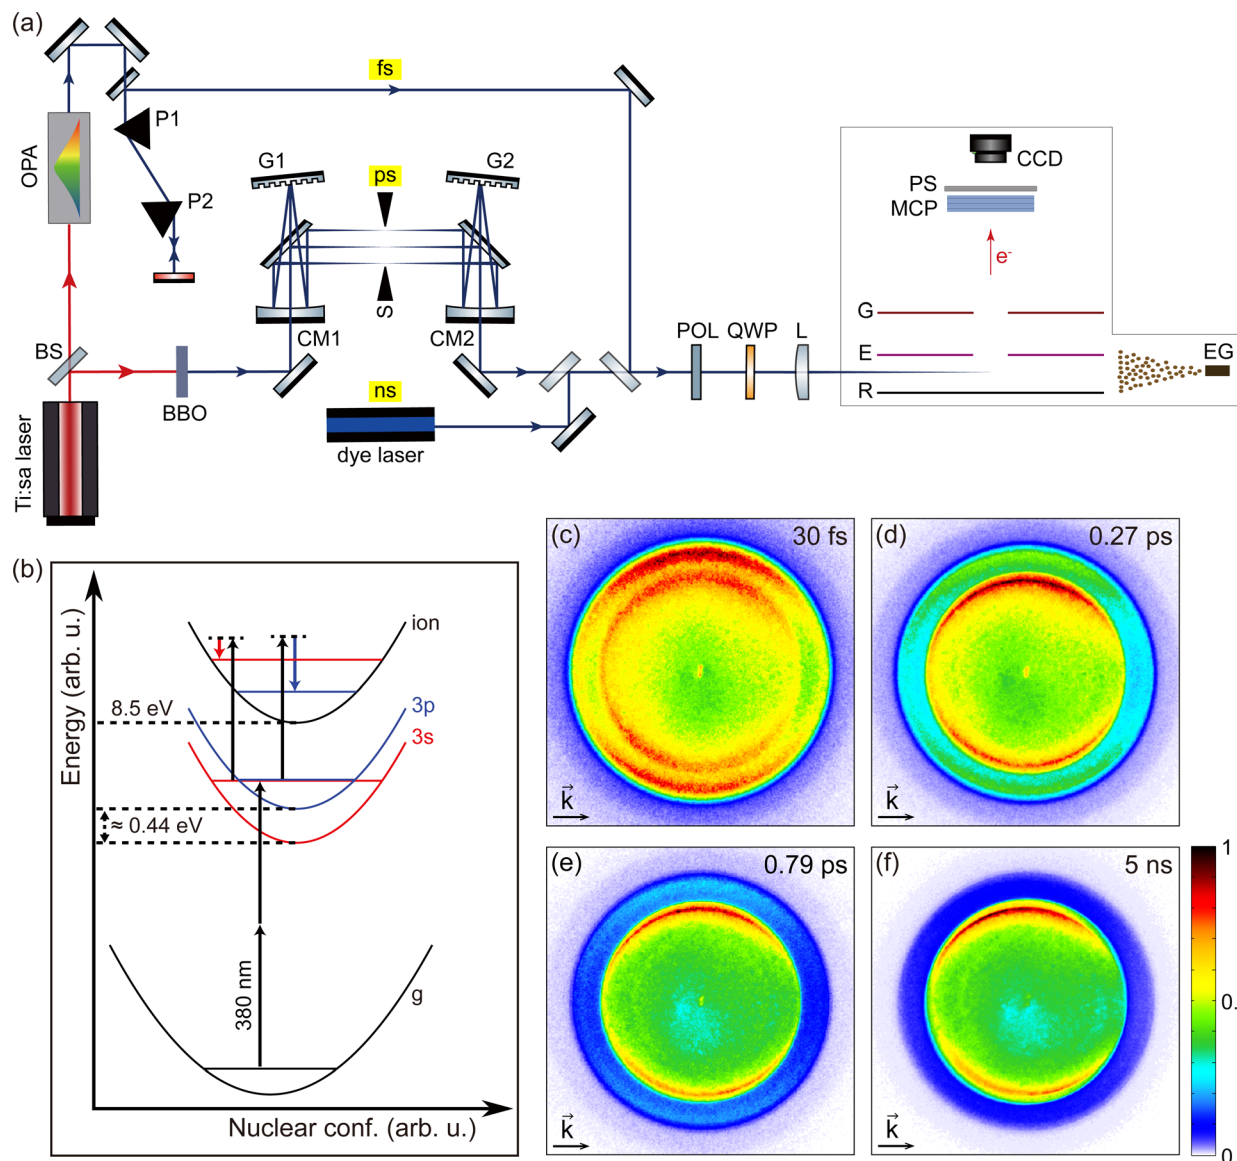 (a)
fs
P1
OPA
P2
G1
ps
G2
S
CM1
CM2
BS
BBO
ns
dye laser
Ti:sa laser
POL
QWP
L
CCD
PS
MCP
e-
G
E
R
EG
(b)
Energy (arb. u.)
ion
8.5 eV
3p
3s
≈ 0.44 eV
380 nm
g
Nuclear conf. (arb. u.)
(c)
30 fs
k
(d)
0.27 ps
k
(e)
0.79 ps
k
(f)
5 ns
k
1
0.
0